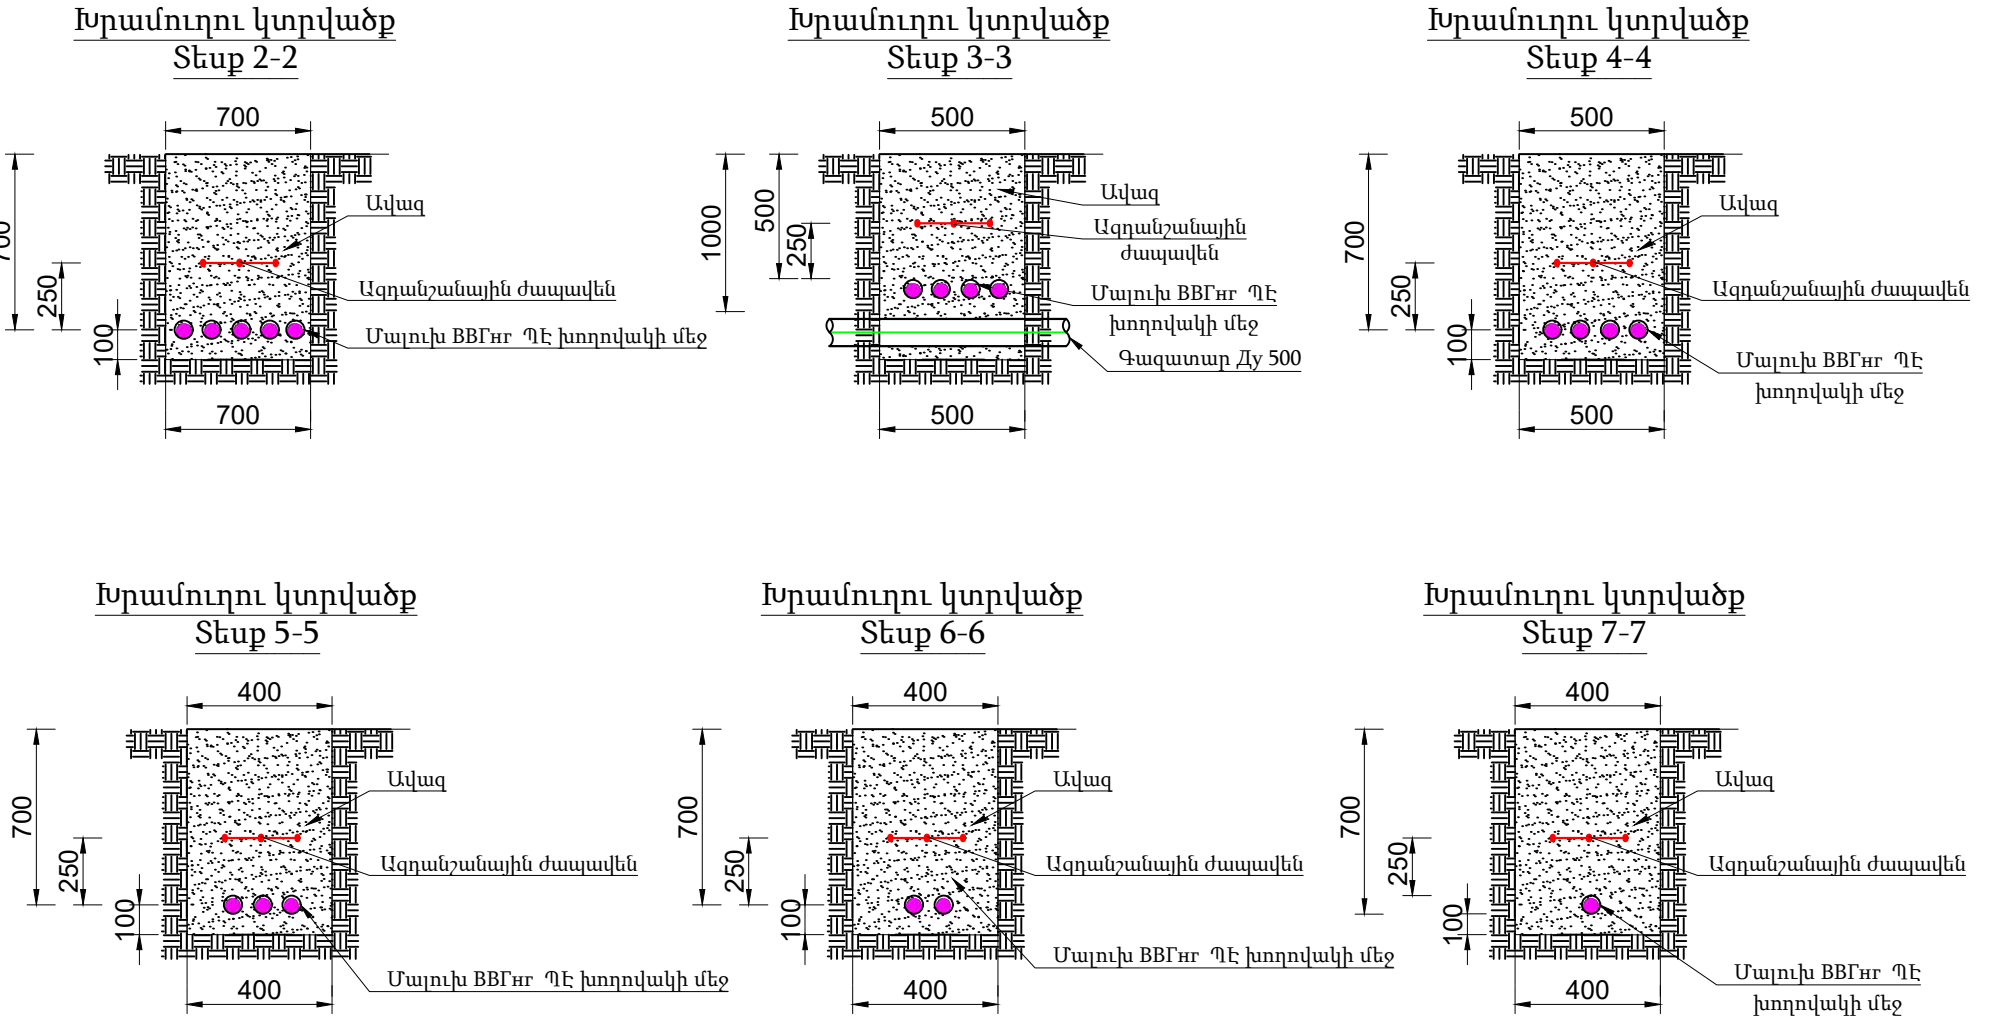 Խրամուղու կտրվածք
Տեսք 2-2
700
700
250
100
Ավազ
Ազդանշանային ժապավեն
Մալուխ ВВГнг ՊԷ խողովակի մեջ
700
Խրամուղու կտրվածք
Տեսք 3-3
500
1000
500
250
Ավազ
Ազդանշանային
ժապավեն
Մալուխ ВВГнг ՊԷ
խողովակի մեջ
Գազատար Ду 500
500
Խրամուղու կտրվածք
Տեսք 4-4
500
700
250
100
Ավազ
Ազդանշանային ժապավեն
Մալուխ ВВГнг ՊԷ
խողովակի մեջ
500
Խրամուղու կտրվածք
Տեսք 5-5
400
700
250
100
Ավազ
Ազդանշանային ժապավեն
Մալուխ ВВГнг ՊԷ խողովակի մեջ
400
Խրամուղու կտրվածք
Տեսք 6-6
400
700
250
100
Ավազ
Ազդանշանային ժապավեն
Մալուխ ВВГнг ՊԷ խողովակի մեջ
400
Խրամուղու կտրվածք
Տեսք 7-7
400
700
250
100
Ավազ
Ազդանշանային ժապավեն
Մալուխ ВВГнг ՊԷ
խողովակի մեջ
400